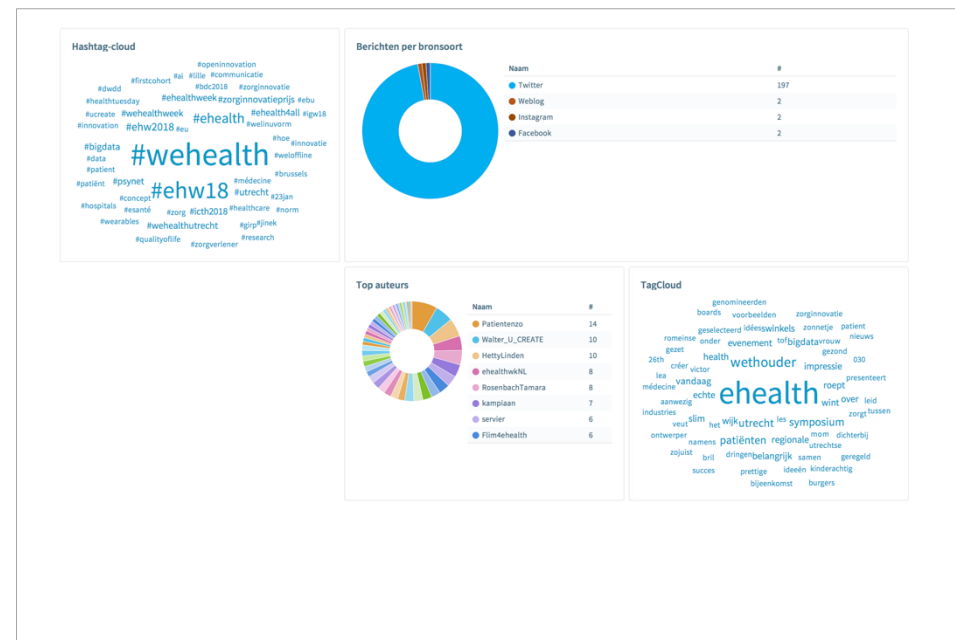 Hashtag-cloud
#openinnovation
#firstcohort #ai #lille #communicatie
#dwdd #bdc2018 #zorginnovatie
#healthtuesday #ehealthweek #zorginnovatieprijs #ebu
#ucreate #wehealthweek #ehealth #ehealth4all #igw18
#innovation #ehw2018 #eu #welinuvorm
#bigdata #wehealth #hoe #innovatie
#data #weloffline
#patient #brussels
#patiënt #psynet #ehw18 #médecine
#concept #utrecht #23jan
#hospitals #esanté #zorg #icth2018 #healthcare #norm
#wearables #wehealthutrecht #girp #jinek
#qualityoflife #zorgverlener #research
Berichten per bronsoort
Naam #
Twitter 197
Weblog 2
Instagram 2
Facebook 2
Top auteurs
Naam #
Patientenzo 14
Walter_U_CREATE 10
HettyLinden 10
ehealthwkNL 8
RosenbachTamara 8
kampiaan 7
servier 6
Flim4ehealth 6
TagCloud
genomineerden
boards voorbeelden zorginnovatie
geselecteerd idées winkels zonnetje patient
romeinse onder evenement tof bigdata vrouw nieuws
gezet health wethouder gezond
26th créer victor impressie 030
lea vandaag ehealth roept presenteert
médecine echte
aanwezig wint over leid
industries slim zorgt tussen
veut het wijk utrecht les symposium
ontwerper namens patiënten regionale mom dichterbij
utrechtse
zojuist bril dringen belangrijk samen geregeld
succes prettige ideeën kinderachtig
bijeenkomst burgers